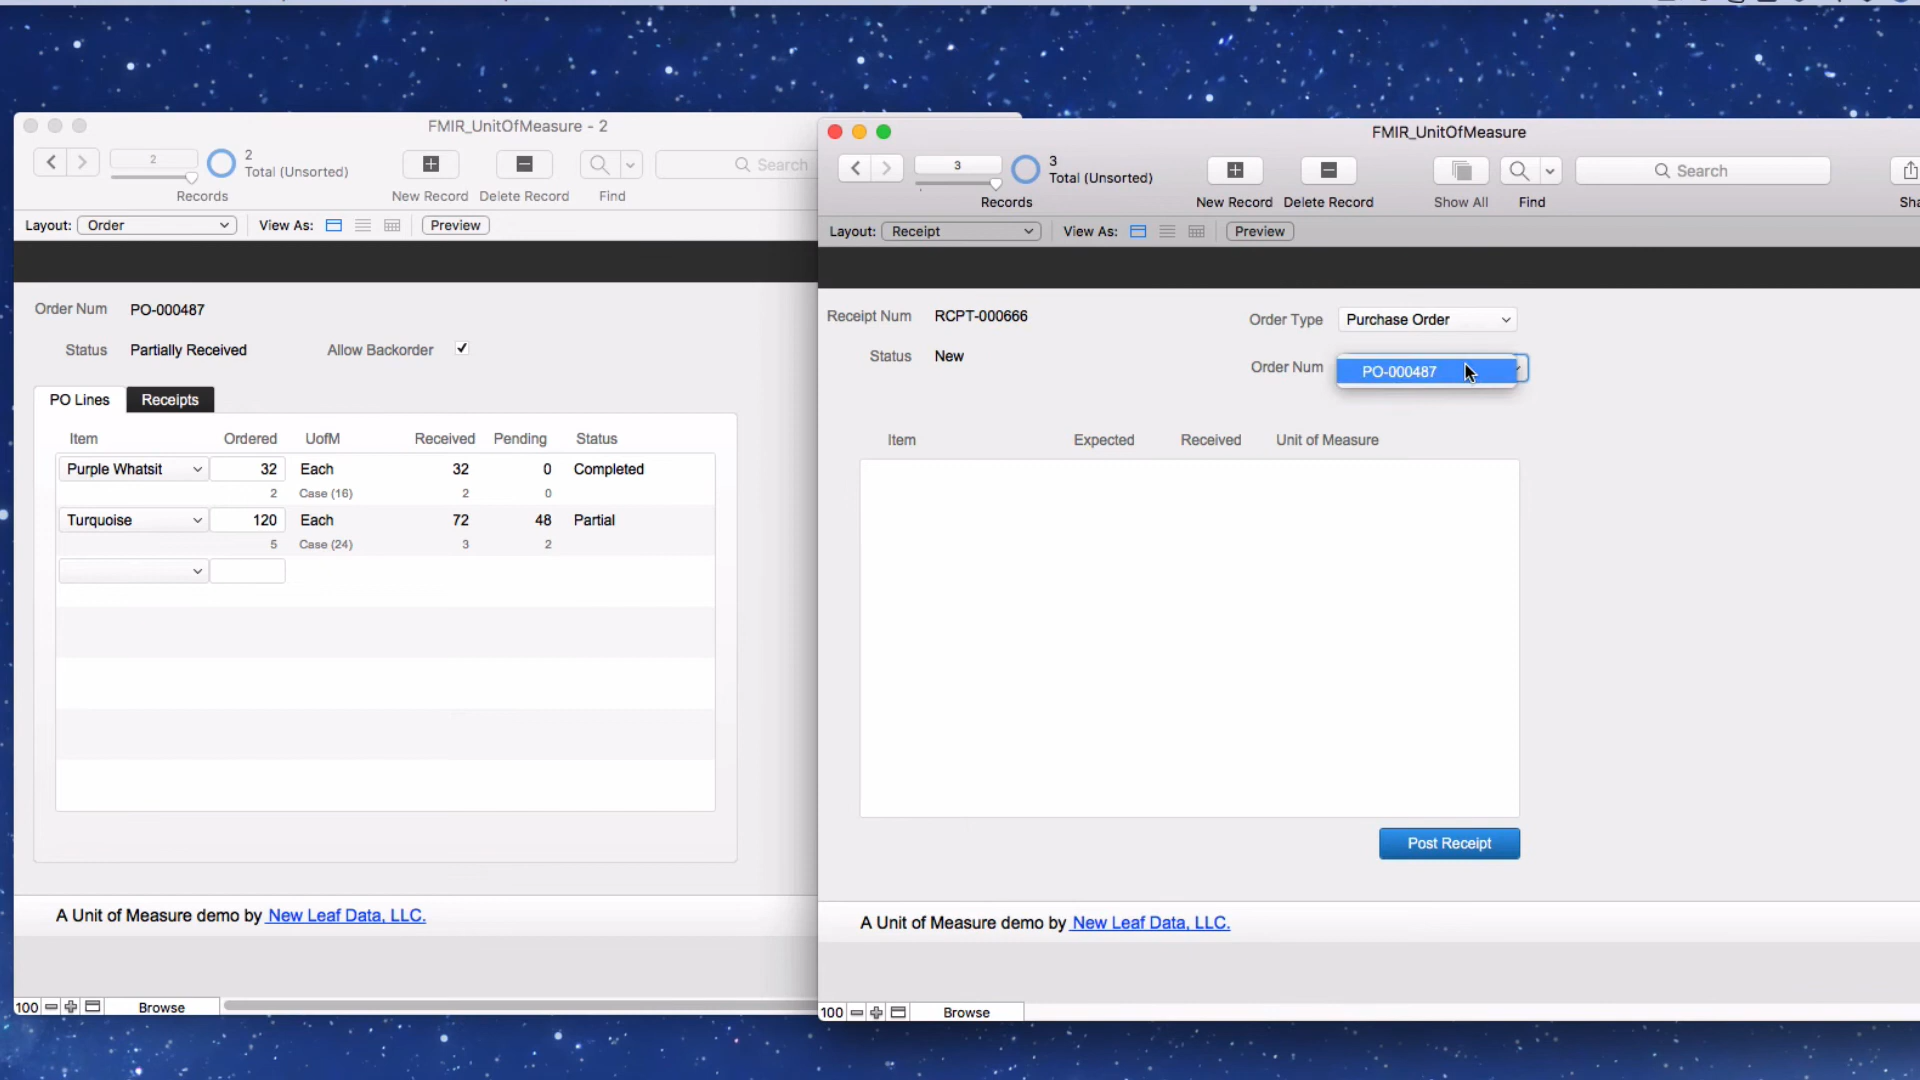 FMIR_UnitOfMeasure - 2
2
2
Total (Unsorted)
Search
Records
New Record
Delete Record
Find
Layout:
Order
View As:
Preview
Order Num
PO-000487
Status
Partially Received
Allow Backorder
PO Lines
Receipts
Item Ordered UofM Received Pending Status
Purple Whatsit 32 Each 32 0 Completed
2 Case (16) 2 0
Turquoise 120 Each 72 48 Partial
5 Case (24) 3 2
A Unit of Measure demo by New Leaf Data, LLC.
100
Browse
FMIR_UnitOfMeasure
3
3
Total (Unsorted)
Search
Records
New Record
Delete Record
Show All
Find
Layout:
Receipt
View As:
Preview
Receipt Num
RCPT-000666
Order Type
Purchase Order
Status
New
Order Num
PO-000487
Item Expected Received Unit of Measure
Post Receipt
A Unit of Measure demo by New Leaf Data, LLC.
100
Browse